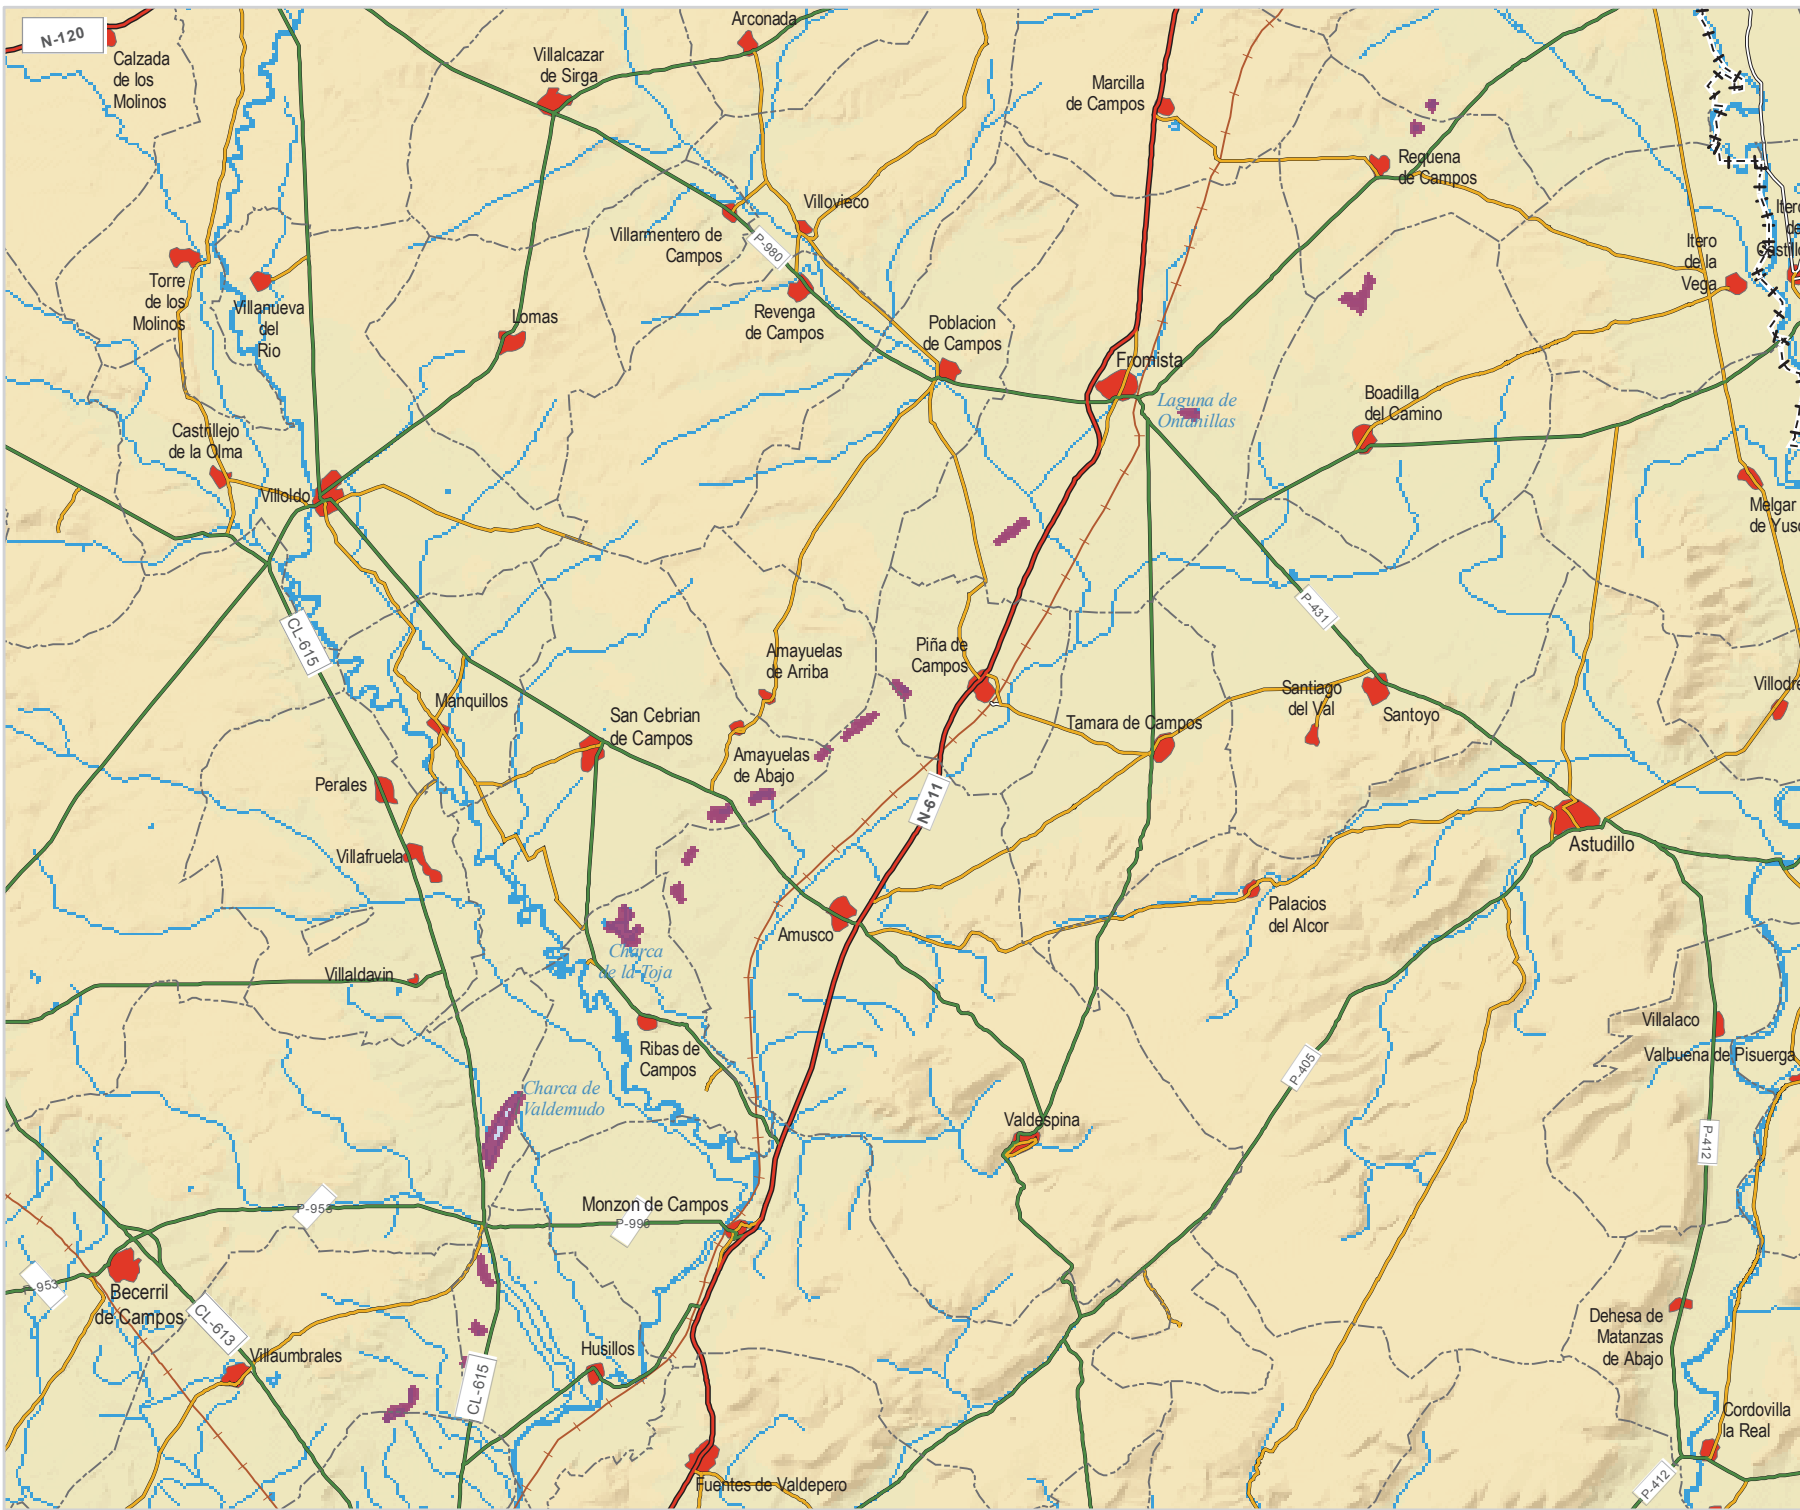 N-120
Calzada
de los
Molinos
Arconada
Villalcazar
de Sirga
Marcilla
de Campos
Requena
de Campos
Villovieco
Villarmentero de
Campos
P-980
Itero
de la
Vega
Torre
de los
Molinos
Villanueva
del
Rio
Lomas
Revenga
de Campos
Poblacion
de Campos
Fromista
Laguna de
Ontanillas
Boadilla
del Camino
Castrillejo
de la Olma
Villoldo
Melgar
P-431
CL-615
Amayuelas
de Arriba
Piña de
Campos
Manquillos
San Cebrian
de Campos
Tamara de Campos
Santiago
del Val
Santoyo
Amayuelas
de Abajo
Perales
N-611
Villafruela
Astudillo
Palacios
del Alcor
Amusco
Charca
de la Toja
Villaldavin
Villalaco
Ribas de
Campos
Valbuena de Pisuerga
P-405
Charca de
Valdemudo
Valdespina
P-412
Monzon de Campos
P-953
P-990
P-953
Becerril
de Campos
CL-613
Villaumbrales
Husillos
CL-615
Dehesa de
Matanzas
de Abajo
Cordovilla
la Real
Fuentes de Valdepero
P-412